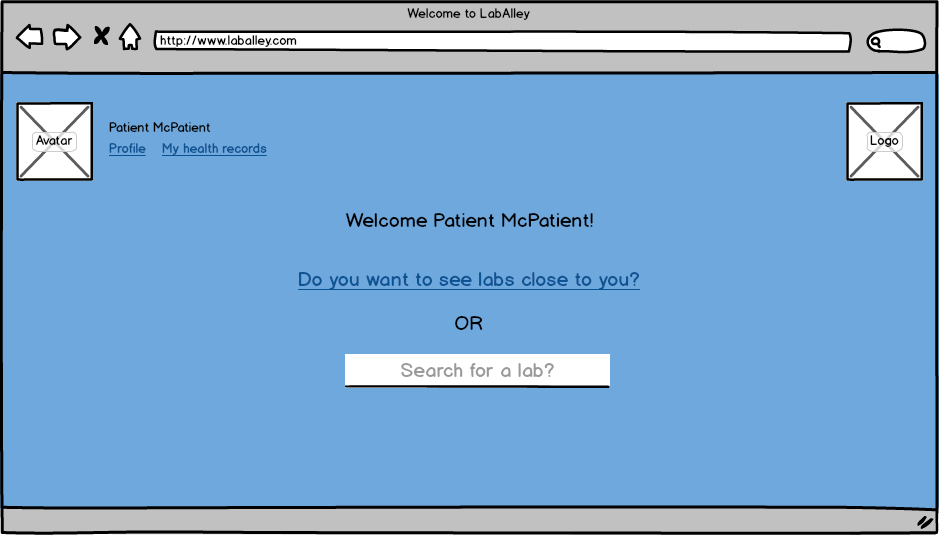 Welcome to LabAlley
http://www.laballey.com
Avatar
Patient McPatient
Profile My health records
Logo
Welcome Patient McPatient!
Do you want to see labs close to you?
OR
Search for a lab?